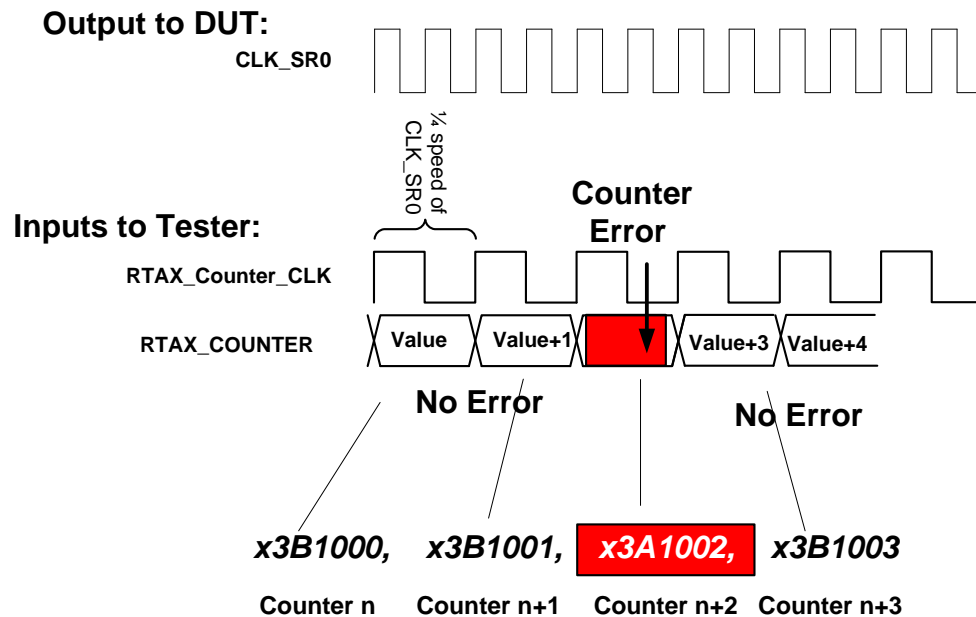 Output to DUT:
CLK_SR0
¼ speed of
CLK_SR0
Counter
Error
Inputs to Tester:
RTAX_Counter_CLK
RTAX_COUNTER
Value
Value+1
Value+3
Value+4
No Error
No Error
x3B1000,
x3B1001,
x3A1002,
x3B1003
Counter n
Counter n+1
Counter n+2
Counter n+3